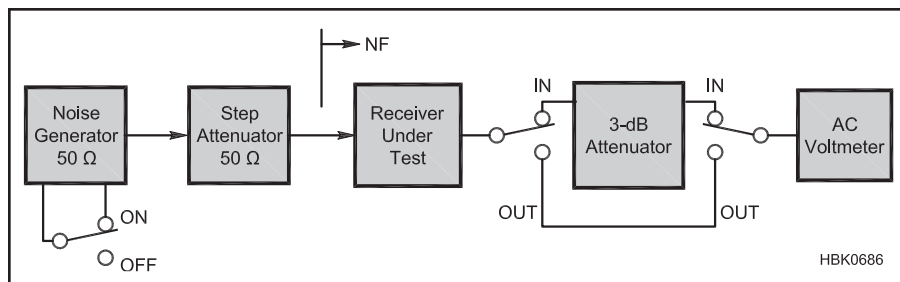 NF
Noise
Generator
50 Ω
Step
Attenuator
50 Ω
Receiver
Under
Test
IN
3-dB
Attenuator
IN
AC
Voltmeter
ON
OFF
OUT
OUT
HBK0686